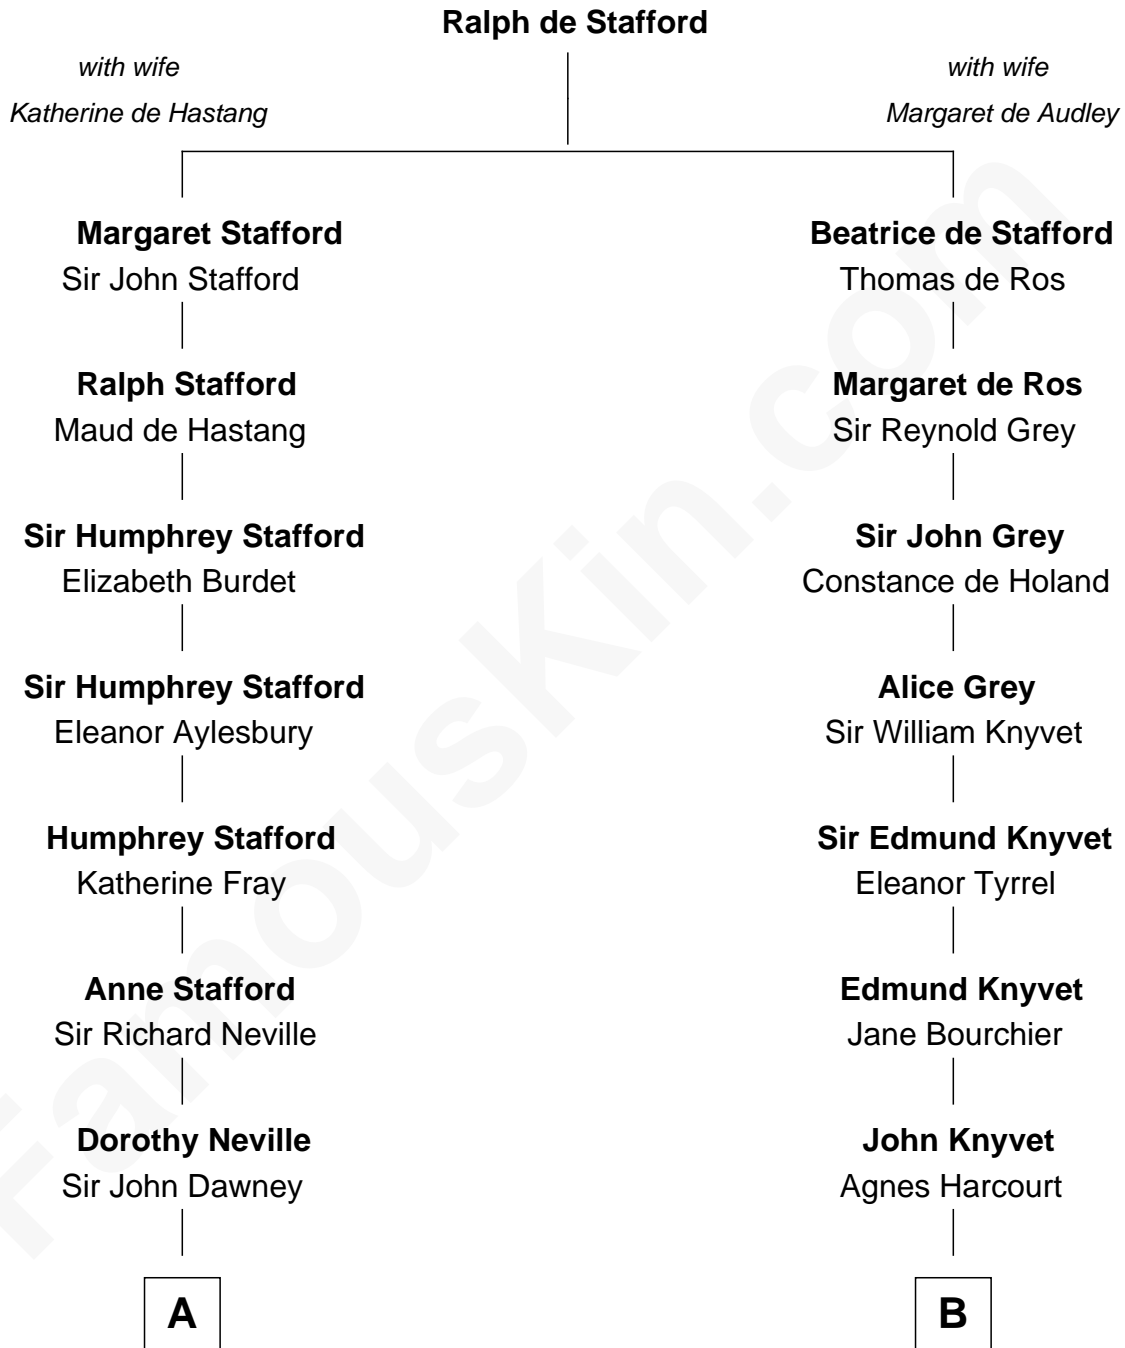 Ralph de Stafford
with wife
Katherine de Hastang
with wife
Margaret de Audley
Margaret Stafford
Sir John Stafford
Beatrice de Stafford
Thomas de Ros
Ralph Stafford
Maud de Hastang
Margaret de Ros
Sir Reynold Grey
Sir Humphrey Stafford
Elizabeth Burdet
Sir John Grey
Constance de Holand
Sir Humphrey Stafford
Eleanor Aylesbury
Alice Grey
Sir William Knyvet
Humphrey Stafford
Katherine Fray
Sir Edmund Knyvet
Eleanor Tyrrel
Anne Stafford
Sir Richard Neville
Edmund Knyvet
Jane Bourchier
Dorothy Neville
Sir John Dawney
John Knyvet
Agnes Harcourt
A
B
FamousKin.com